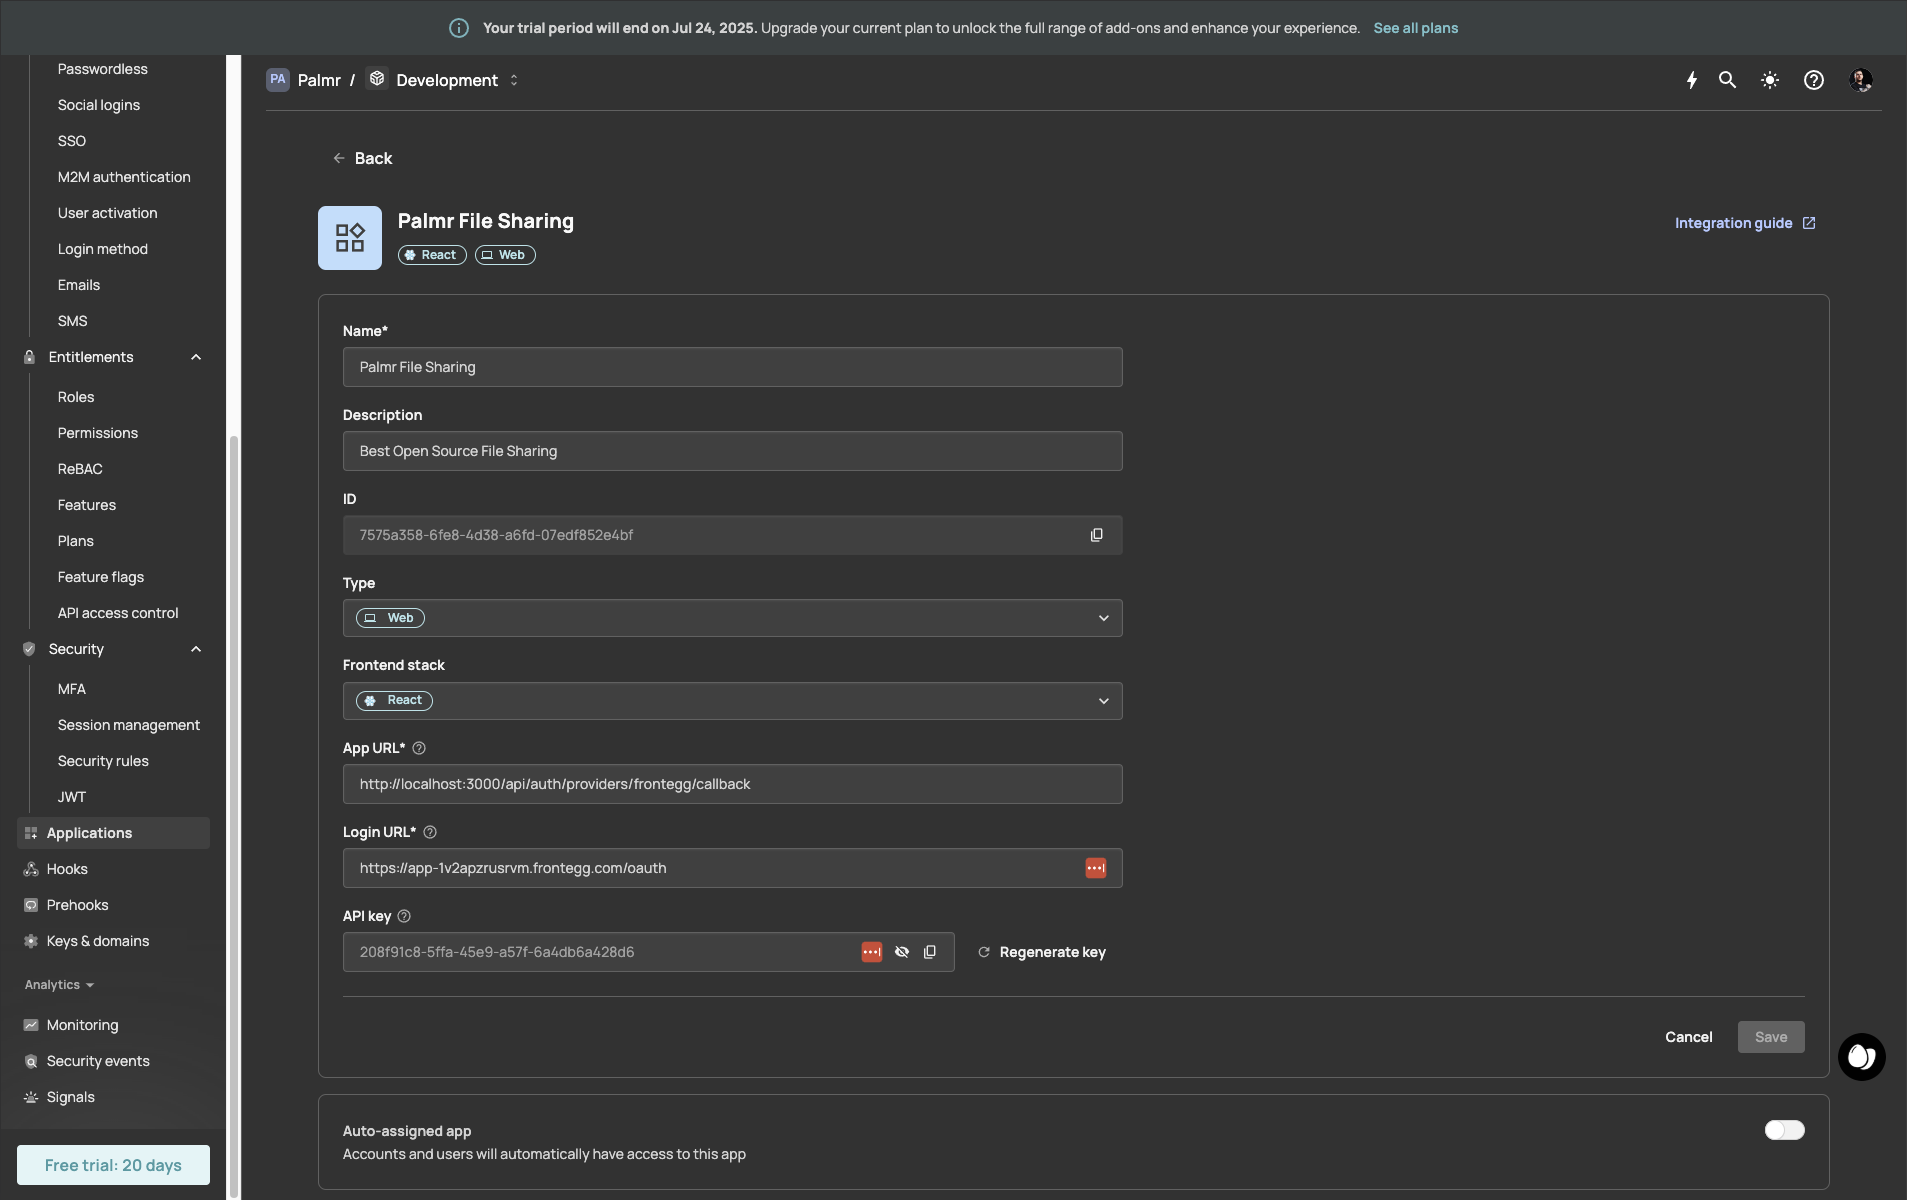 Your trial period will end on Jul 24, 2025. Upgrade your current plan to unlock the full range of add-ons and enhance your experience. See all plans
Passwordless
Social logins
SSO
M2M authentication
User activation
Login method
Emails
SMS
Entitlements
Roles
Permissions
ReBAC
Features
Plans
Feature flags
API access control
Security
MFA
Session management
Security rules
JWT
Applications
Hooks
Prehooks
Keys & domains
Analytics
Monitoring
Security events
Signals
Free trial: 20 days
PA Palmr / Development
Back
Palmr File Sharing
React Web
Integration guide
Name*
Palmr File Sharing
Description
Best Open Source File Sharing
ID
7575a358-6fe8-4d38-a6fd-07edf852e4bf
Type
Web
Frontend stack
React
App URL*
http://localhost:3000/api/auth/providers/frontegg/callback
Login URL*
https://app-1v2apzrusrvm.frontegg.com/oauth
API key
208f91c8-5ffa-45e9-a57f-6a4db6a428d6
Regenerate key
Cancel Save
Auto-assigned app
Accounts and users will automatically have access to this app